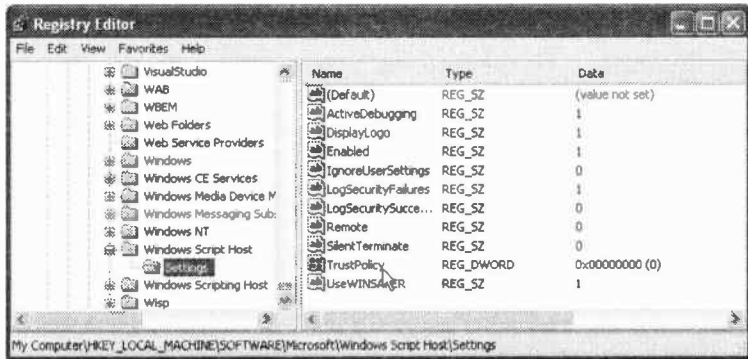 Registry Editor
File Edit View Favorites Help
VisualStudio
WAB
WBEM
Web Folders
Web Service Providers
Windows
Windows CE Services
Windows Media Device M
Windows Messaging Sub
Windows NT
Windows Script Host
Settings
Windows Scripting Host
Wisp
Name Type Data
(Default) REG_SZ (value not set)
ActiveDebugging REG_SZ 1
DisplayLogo REG_SZ 1
Enabled REG_SZ 1
IgnoreUserSettings REG_SZ 0
LogSecurityFailures REG_SZ 1
LogSecuritySucce... REG_SZ 0
Remote REG_SZ 0
SilentTerminate REG_SZ 0
TrustPolicy REG_DWORD 0x00000000 (0)
UseWINSAFER REG_SZ 1
My Computer\HKEY_LOCAL_MACHINE\SOFTWARE\Microsoft\Windows Script Host\Settings